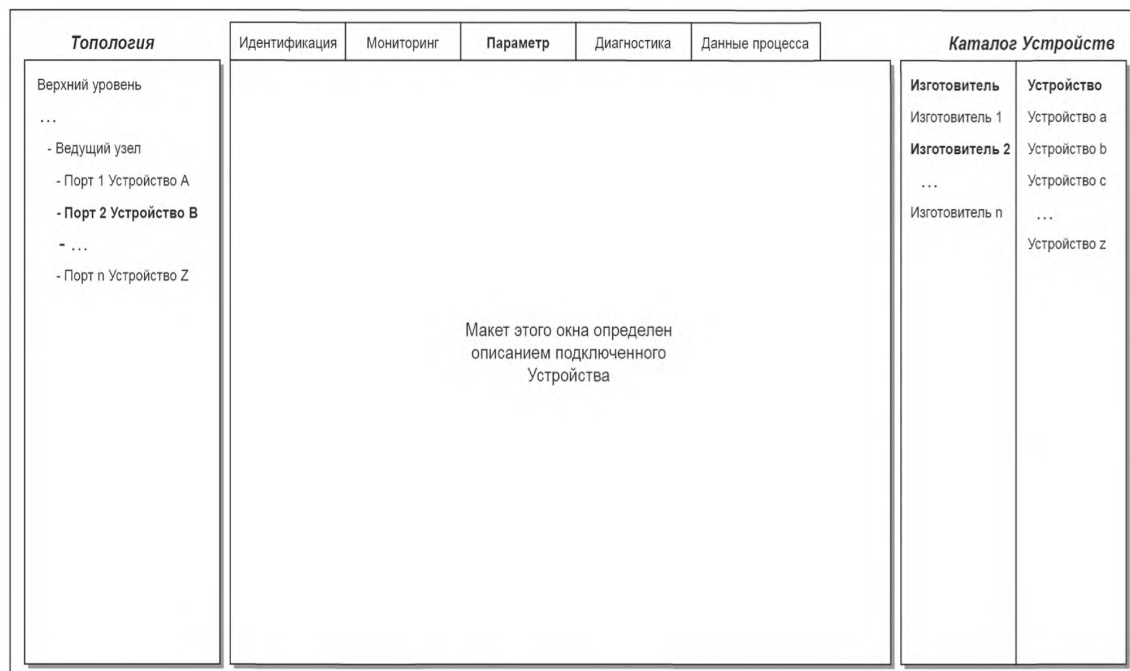 Топология
Идентификация
Мониторинг
Параметр
Диагностика
Данные процесса
Каталог Устройств
Верхний уровень
...
- Ведущий узел
- Порт 1 Устройство A
- Порт 2 Устройство B
- ...
- Порт n Устройство Z
Макет этого окна определен
описанием подключенного
Устройства
Изготовитель
Изготовитель 1
Изготовитель 2
...
Изготовитель n
Устройство
Устройство a
Устройство b
Устройство c
...
Устройство z